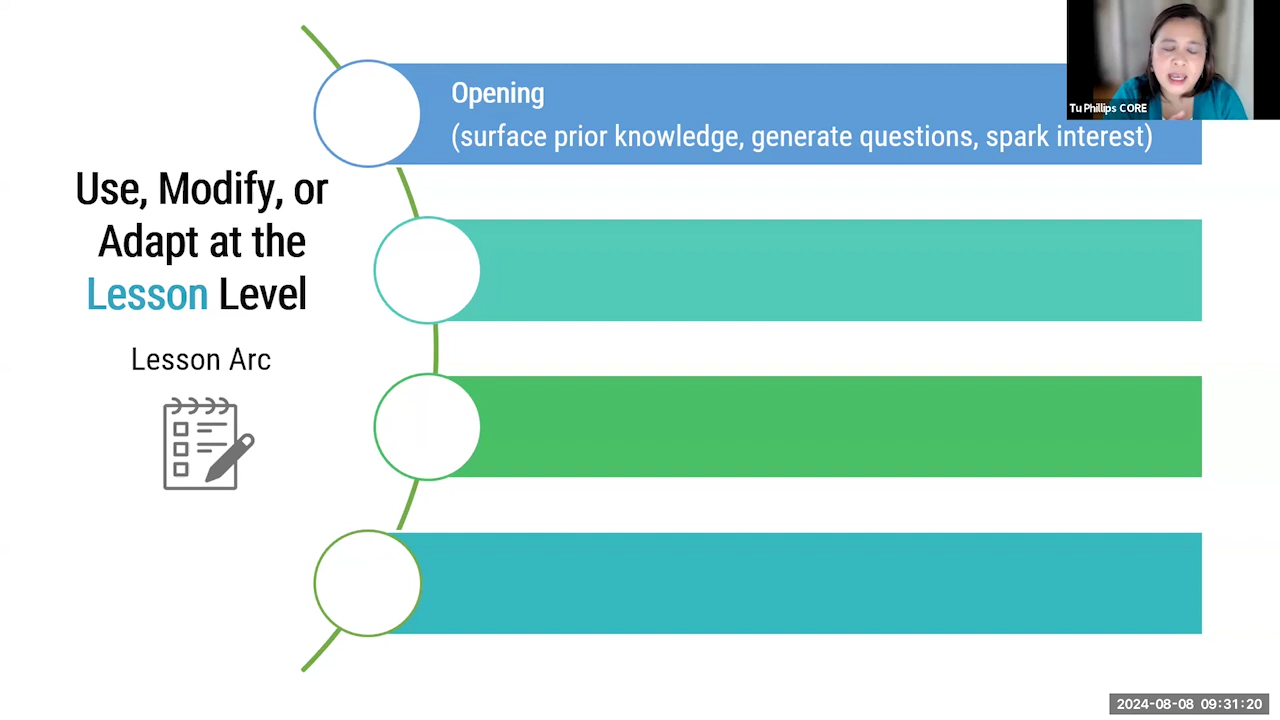 Opening
(surface prior knowledge, generate questions, spark interest)
Use, Modify, or
Adapt at the
Lesson Level
Lesson Arc
Tu Phillips CORE
2024-08-08 09:31:20